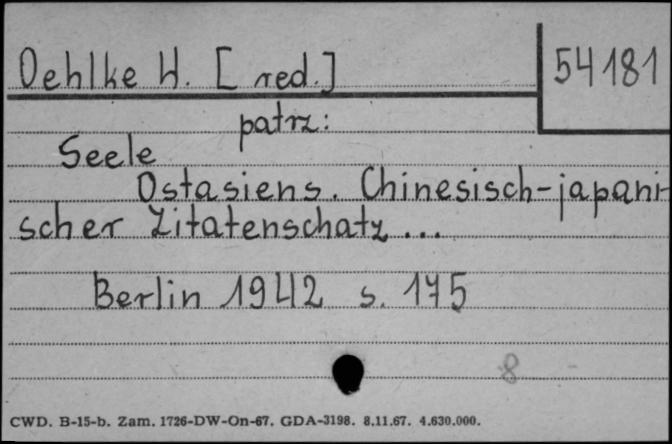 Oehlke W. [red.]
54181
patrz:
Seele
Ostasiens. Chinesisch-japani-
scher Zitatenschatz...
Berlin 1942 s. 175
8
CWD. B-15-b. Zam. 1726-DW-On-67. GDA-3198. 8.11.67. 4.630.000.